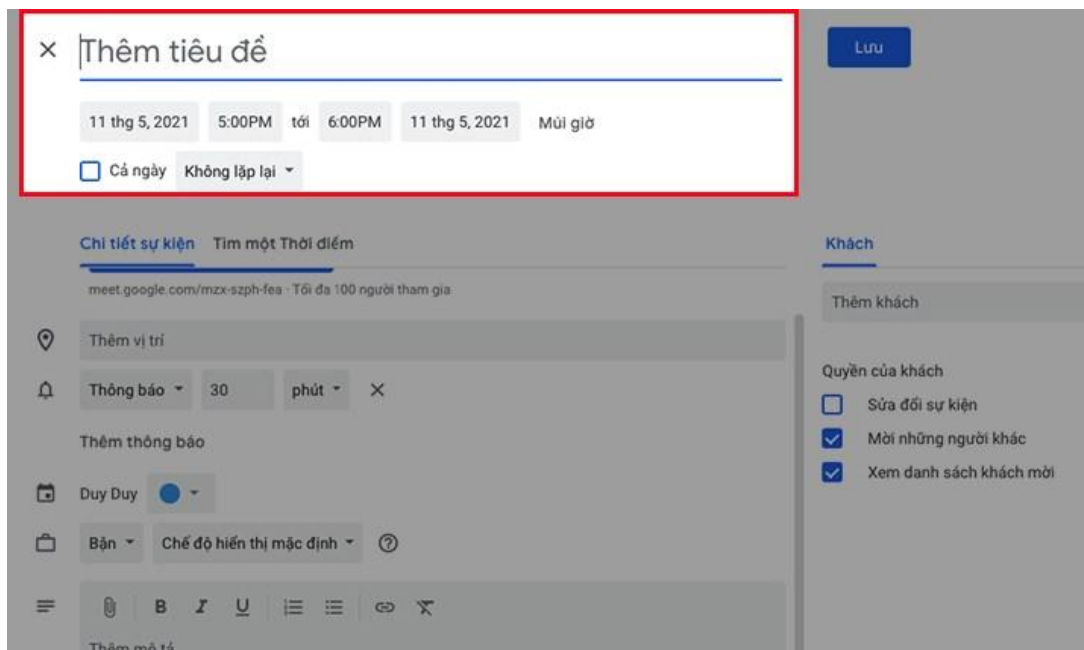 Thêm tiêu đề
Lưu
11 thg 5, 2021 5:00PM tới 6:00PM 11 thg 5, 2021 Múi giờ
Cả ngày Không lặp lại
Chi tiết sự kiện Tìm một Thời điểm
Khách
meet.google.com/mzx-szph-fea · Tối đa 100 người tham gia
Thêm khách
Thêm vị trí
Quyền của khách
Thông báo 30 phút
Sửa đổi sự kiện
Thêm thông báo
Mời những người khác
Xem danh sách khách mời
Duy Duy
Bận Chế độ hiển thị mặc định
B I U
Thêm mô tả